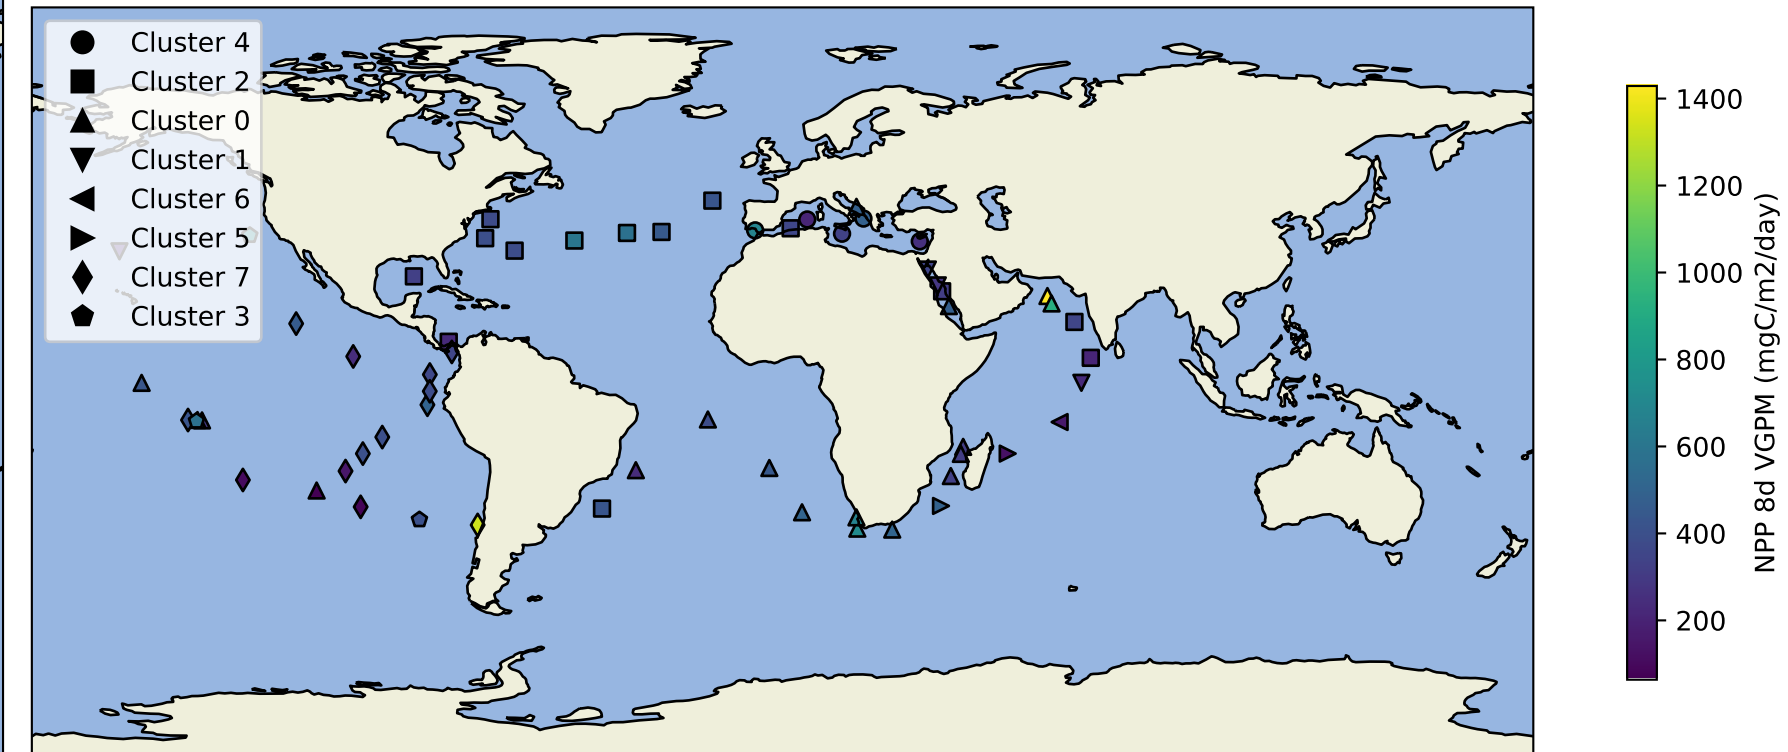 Cluster 4
Cluster 2
Cluster 0
Cluster 1
Cluster 6
Cluster 5
Cluster 7
Cluster 3
1400
1200
1000
800
600
400
200
NPP 8d VGPM (mgC/m2/day)